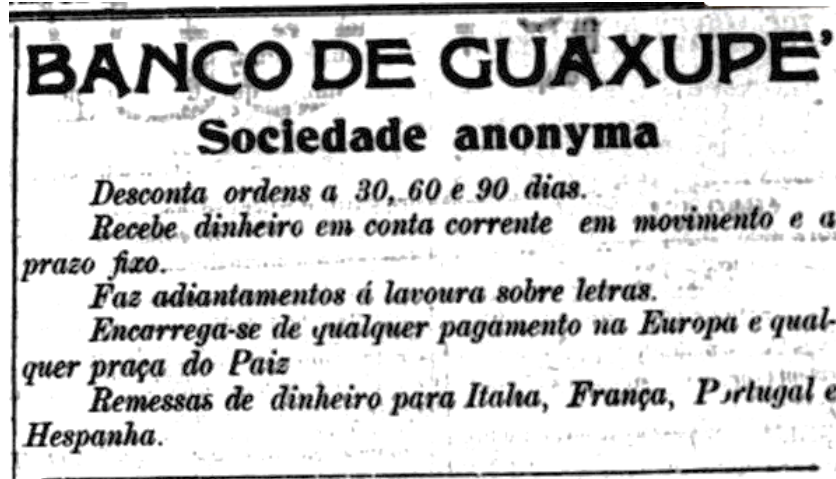 BANCO DE GUAXUPE'
Sociedade anonyma
Desconta ordens a 30, 60 e 90 dias.
Recebe dinheiro em conta corrente em movimento e a
prazo fixo.
Faz adiantamentos á lavoura sobre letras.
Encarrega-se de qualquer pagamento na Europa e qual-
quer praça do Paiz
Remessas de dinheiro para Italia, França, Portugal e
Hespanha.